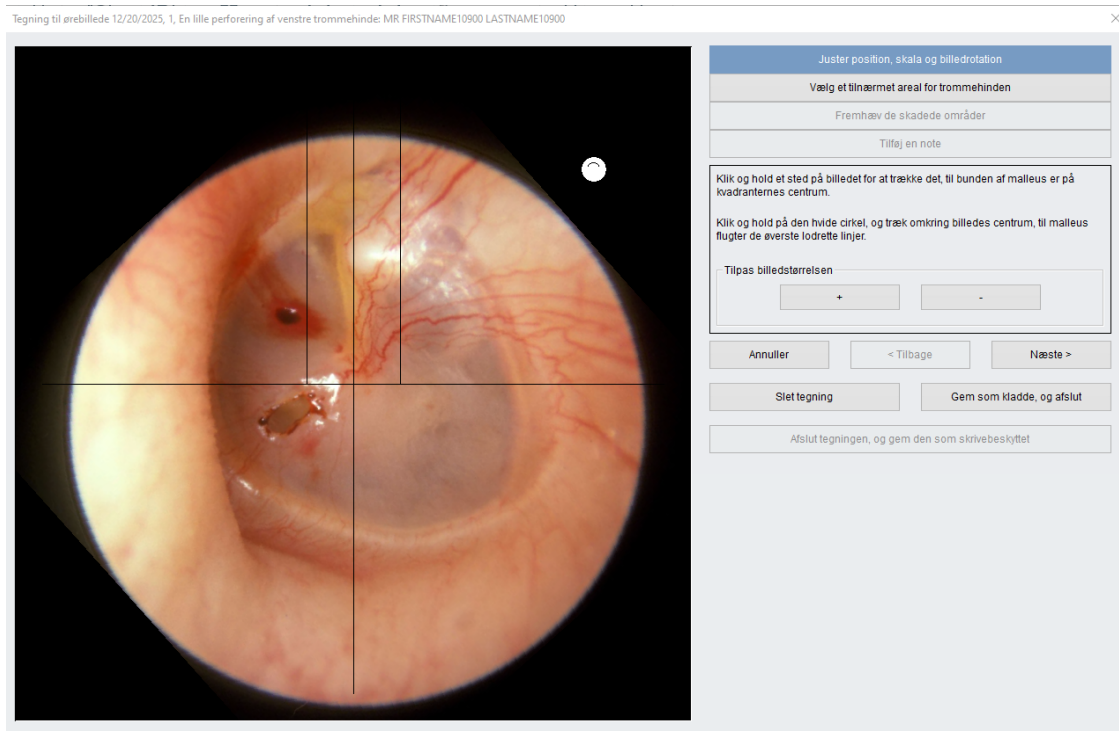 Tegning til ørebillede 12/20/2025, 1, En lille perforering af venstre trommehinde: MR FIRSTNAME10900 LASTNAME10900
Juster position, skala og billedrotation
Vælg et tilnærmet areal for trommehinden
Fremhæv de skadede områder
Tilføj en note
Klik og hold et sted på billedet for at trække det, til bunden af malleus er på
kvadranternes centrum.
Klik og hold på den hvide cirkel, og træk omkring billedes centrum, til malleus
flugter de øverste lodrette linjer.
Tilpas billedstørrelsen
+ -
Annuller < Tilbage Næste >
Slet tegning Gem som kladde, og afslut
Afslut tegningen, og gem den som skrivebeskyttet